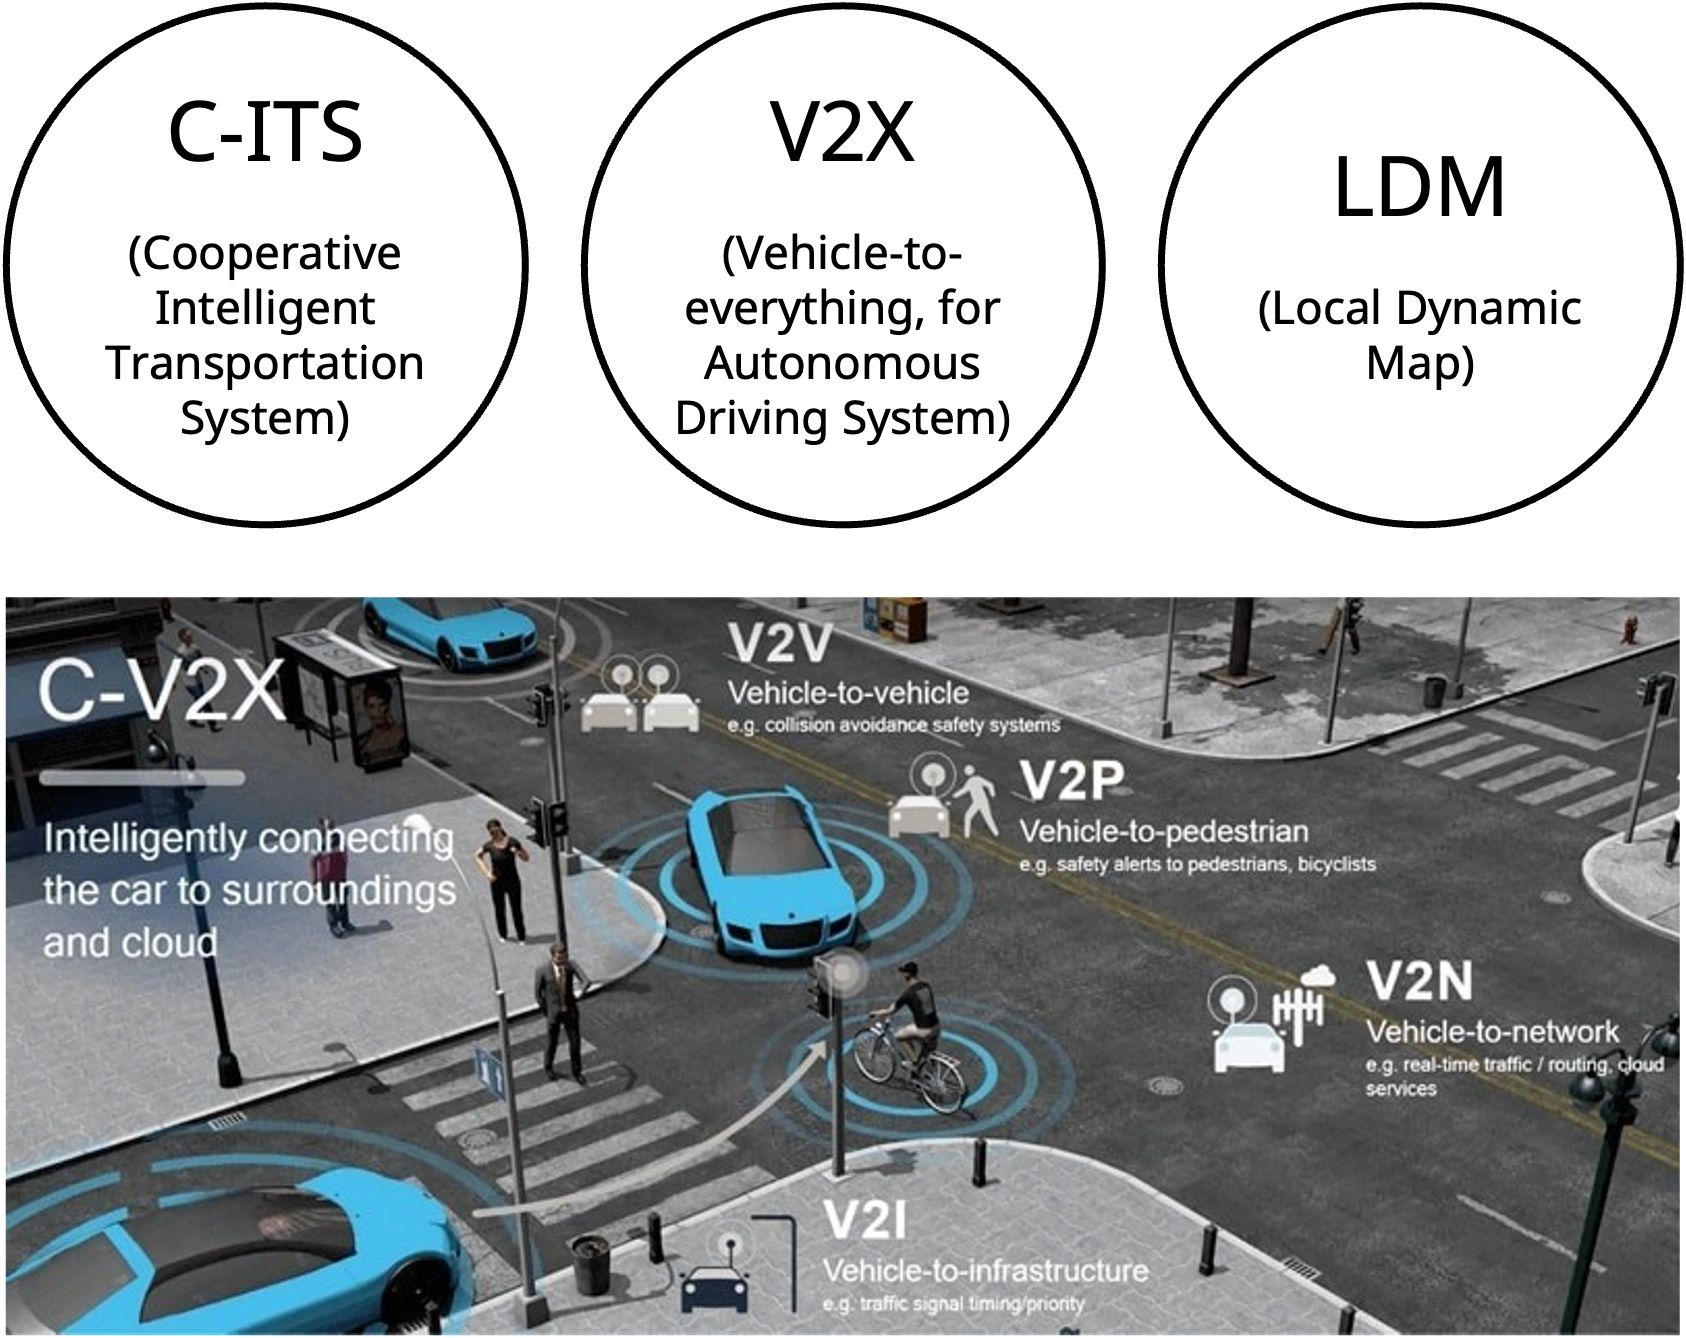 C-ITS
(Cooperative
Intelligent
Transportation
System)
V2X
(Vehicle-to-
everything, for
Autonomous
Driving System)
LDM
(Local Dynamic
Map)
C-V2X
Intelligently connecting
the car to surroundings
and cloud
V2V
Vehicle-to-vehicle
e.g. collision avoidance safety systems
V2P
Vehicle-to-pedestrian
e.g. safety alerts to pedestrians, bicyclists
V2N
Vehicle-to-network
e.g. real-time traffic / routing, cloud
services
V2I
Vehicle-to-infrastructure
e.g. traffic signal timing/priority